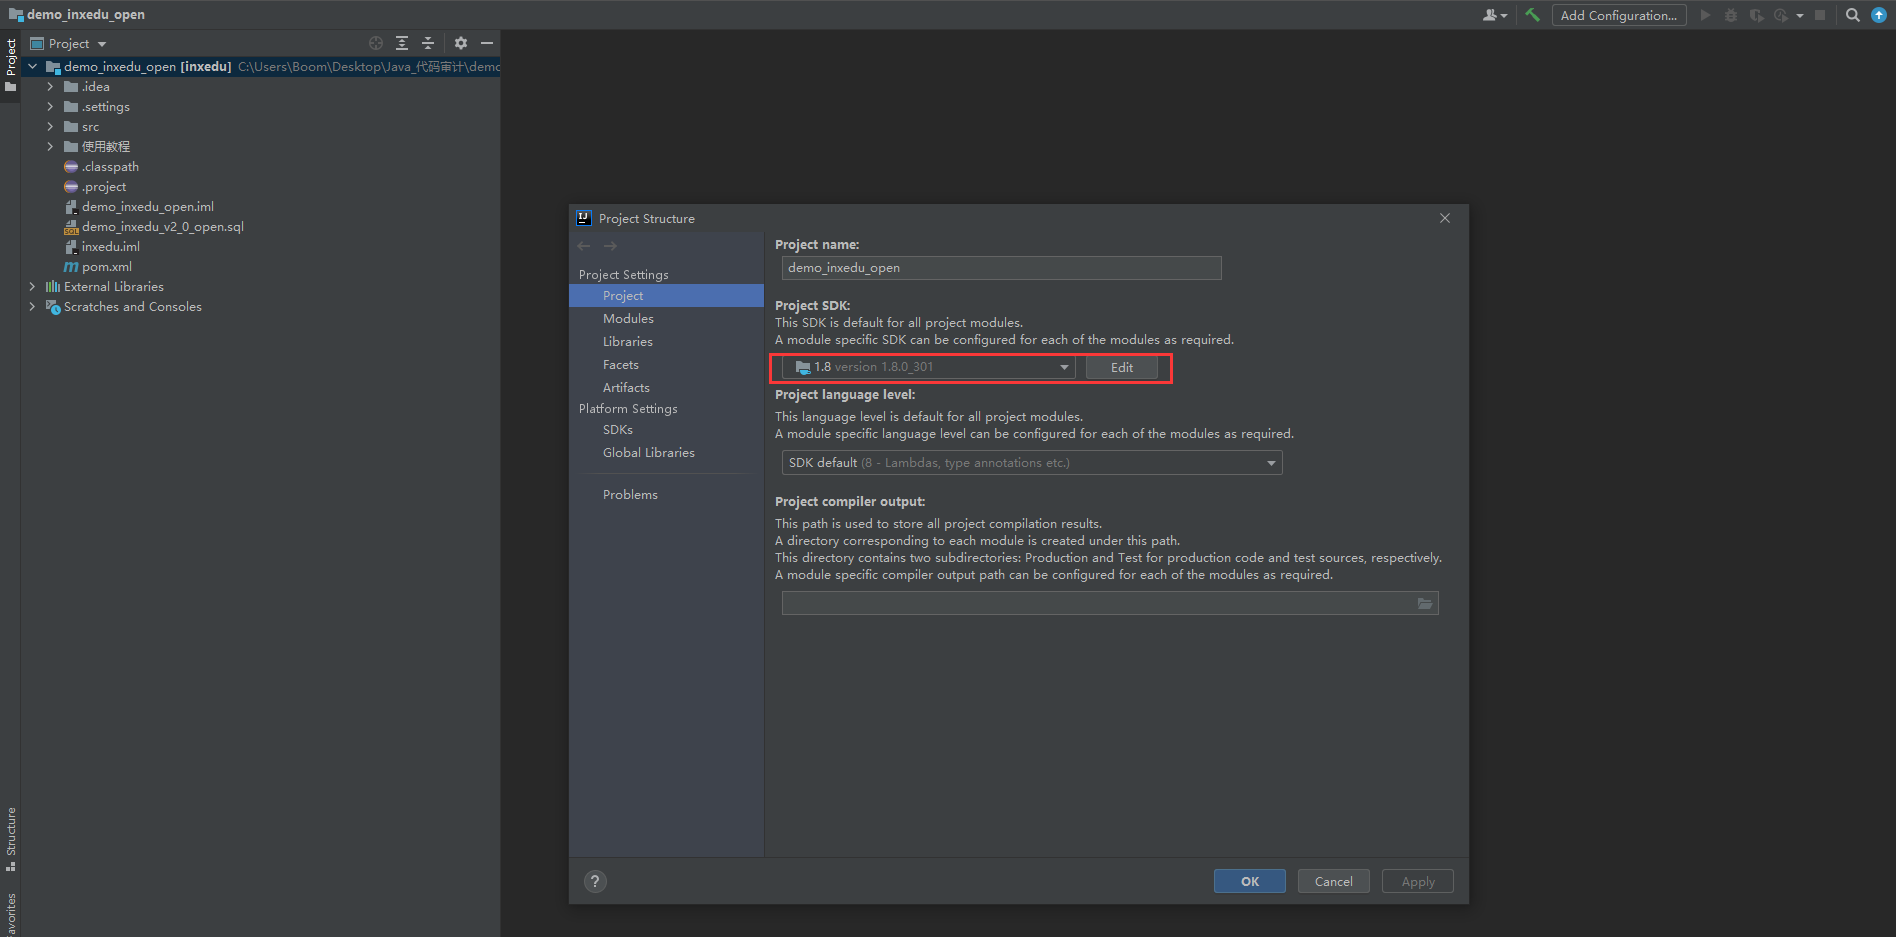 demo_inxedu_open
Add Configuration...
Project
Project
demo_inxedu_open [inxedu] C:\Users\Boom\Desktop\Java_代码审计\demo
.idea
.settings
src
使用教程
.classpath
.project
demo_inxedu_open.iml
demo_inxedu_v2_0_open.sql
inxedu.iml
pom.xml
External Libraries
Scratches and Consoles
Structure
Project Structure
Project Settings
Project
Modules
Libraries
Facets
Artifacts
Platform Settings
SDKs
Global Libraries
Problems
Project name:
demo_inxedu_open
Project SDK:
This SDK is default for all project modules.
A module specific SDK can be configured for each of the modules as required.
1.8 version 1.8.0_301
Edit
Project language level:
This language level is default for all project modules.
A module specific language level can be configured for each of the modules as required.
SDK default (8 - Lambdas, type annotations etc.)
Project compiler output:
This path is used to store all project compilation results.
A directory corresponding to each module is created under this path.
This directory contains two subdirectories: Production and Test for production code and test sources, respectively.
A module specific compiler output path can be configured for each of the modules as required.
?
OK
Cancel
Apply